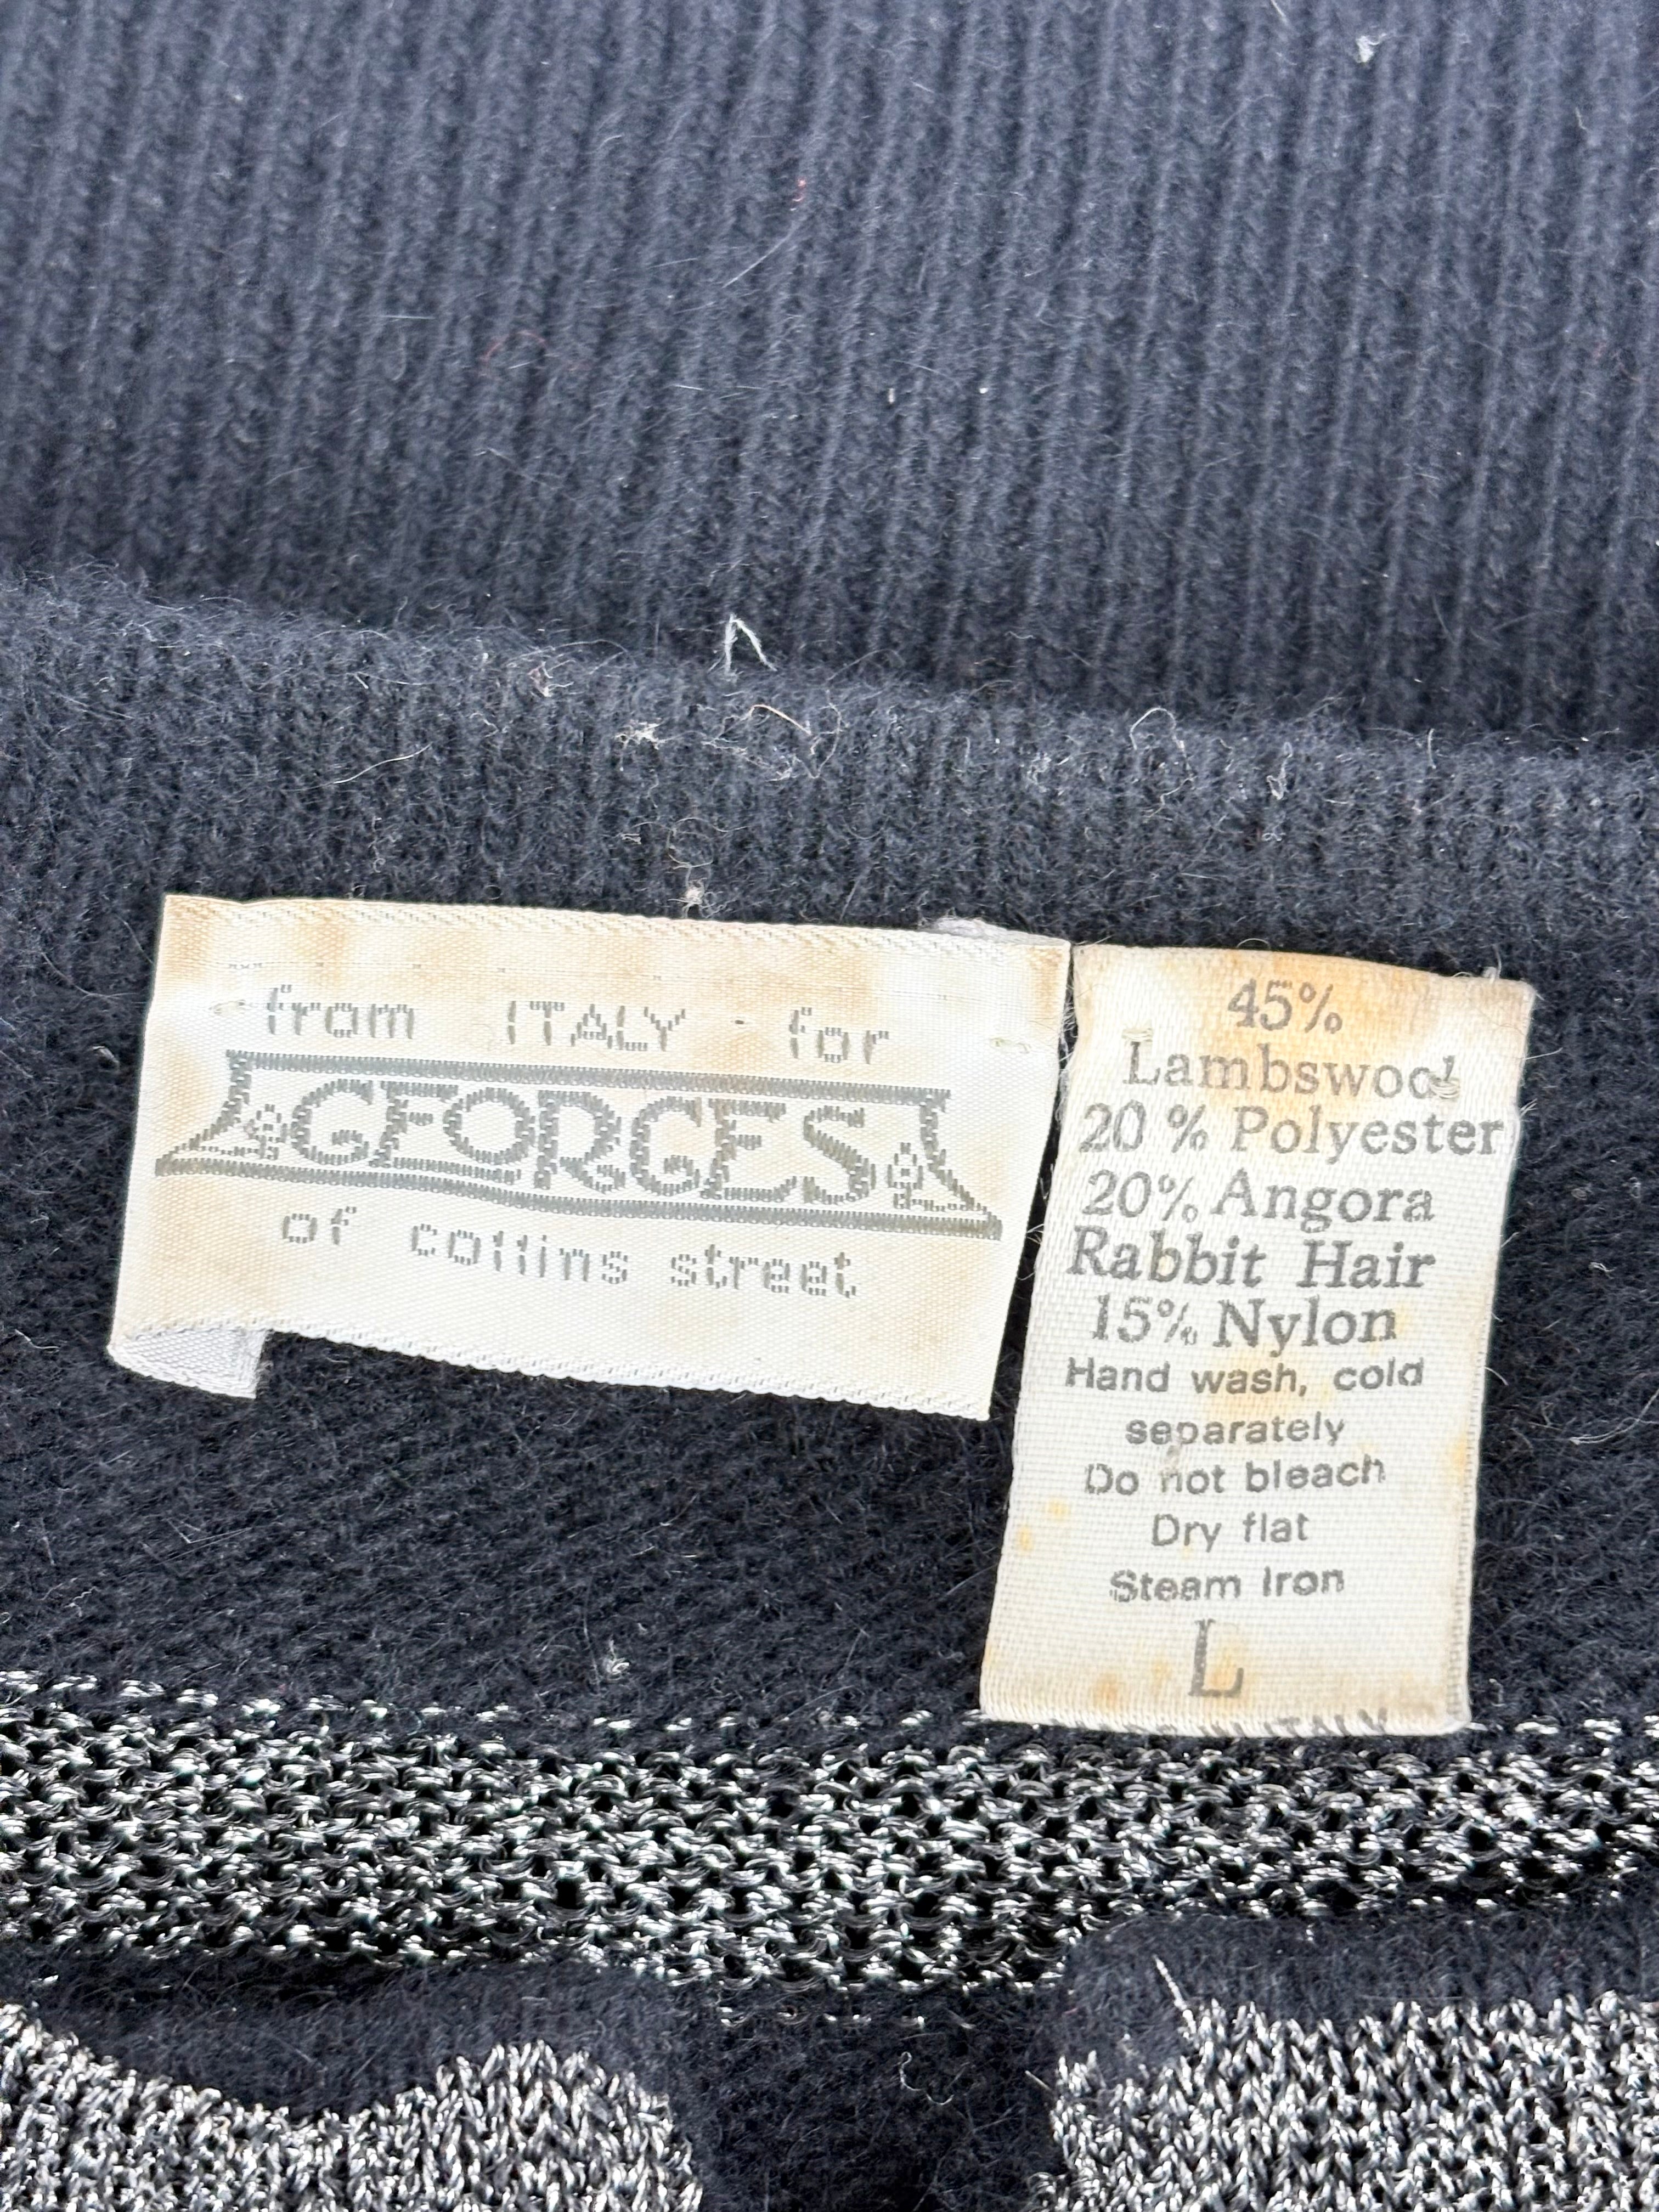 from ITALY for
GEORGES
of collins street
45%
Lambswool
20% Polyester
20% Angora
Rabbit Hair
15% Nylon
Hand wash, cold
separately
Do not bleach
Dry flat
Steam Iron
L
ITALY